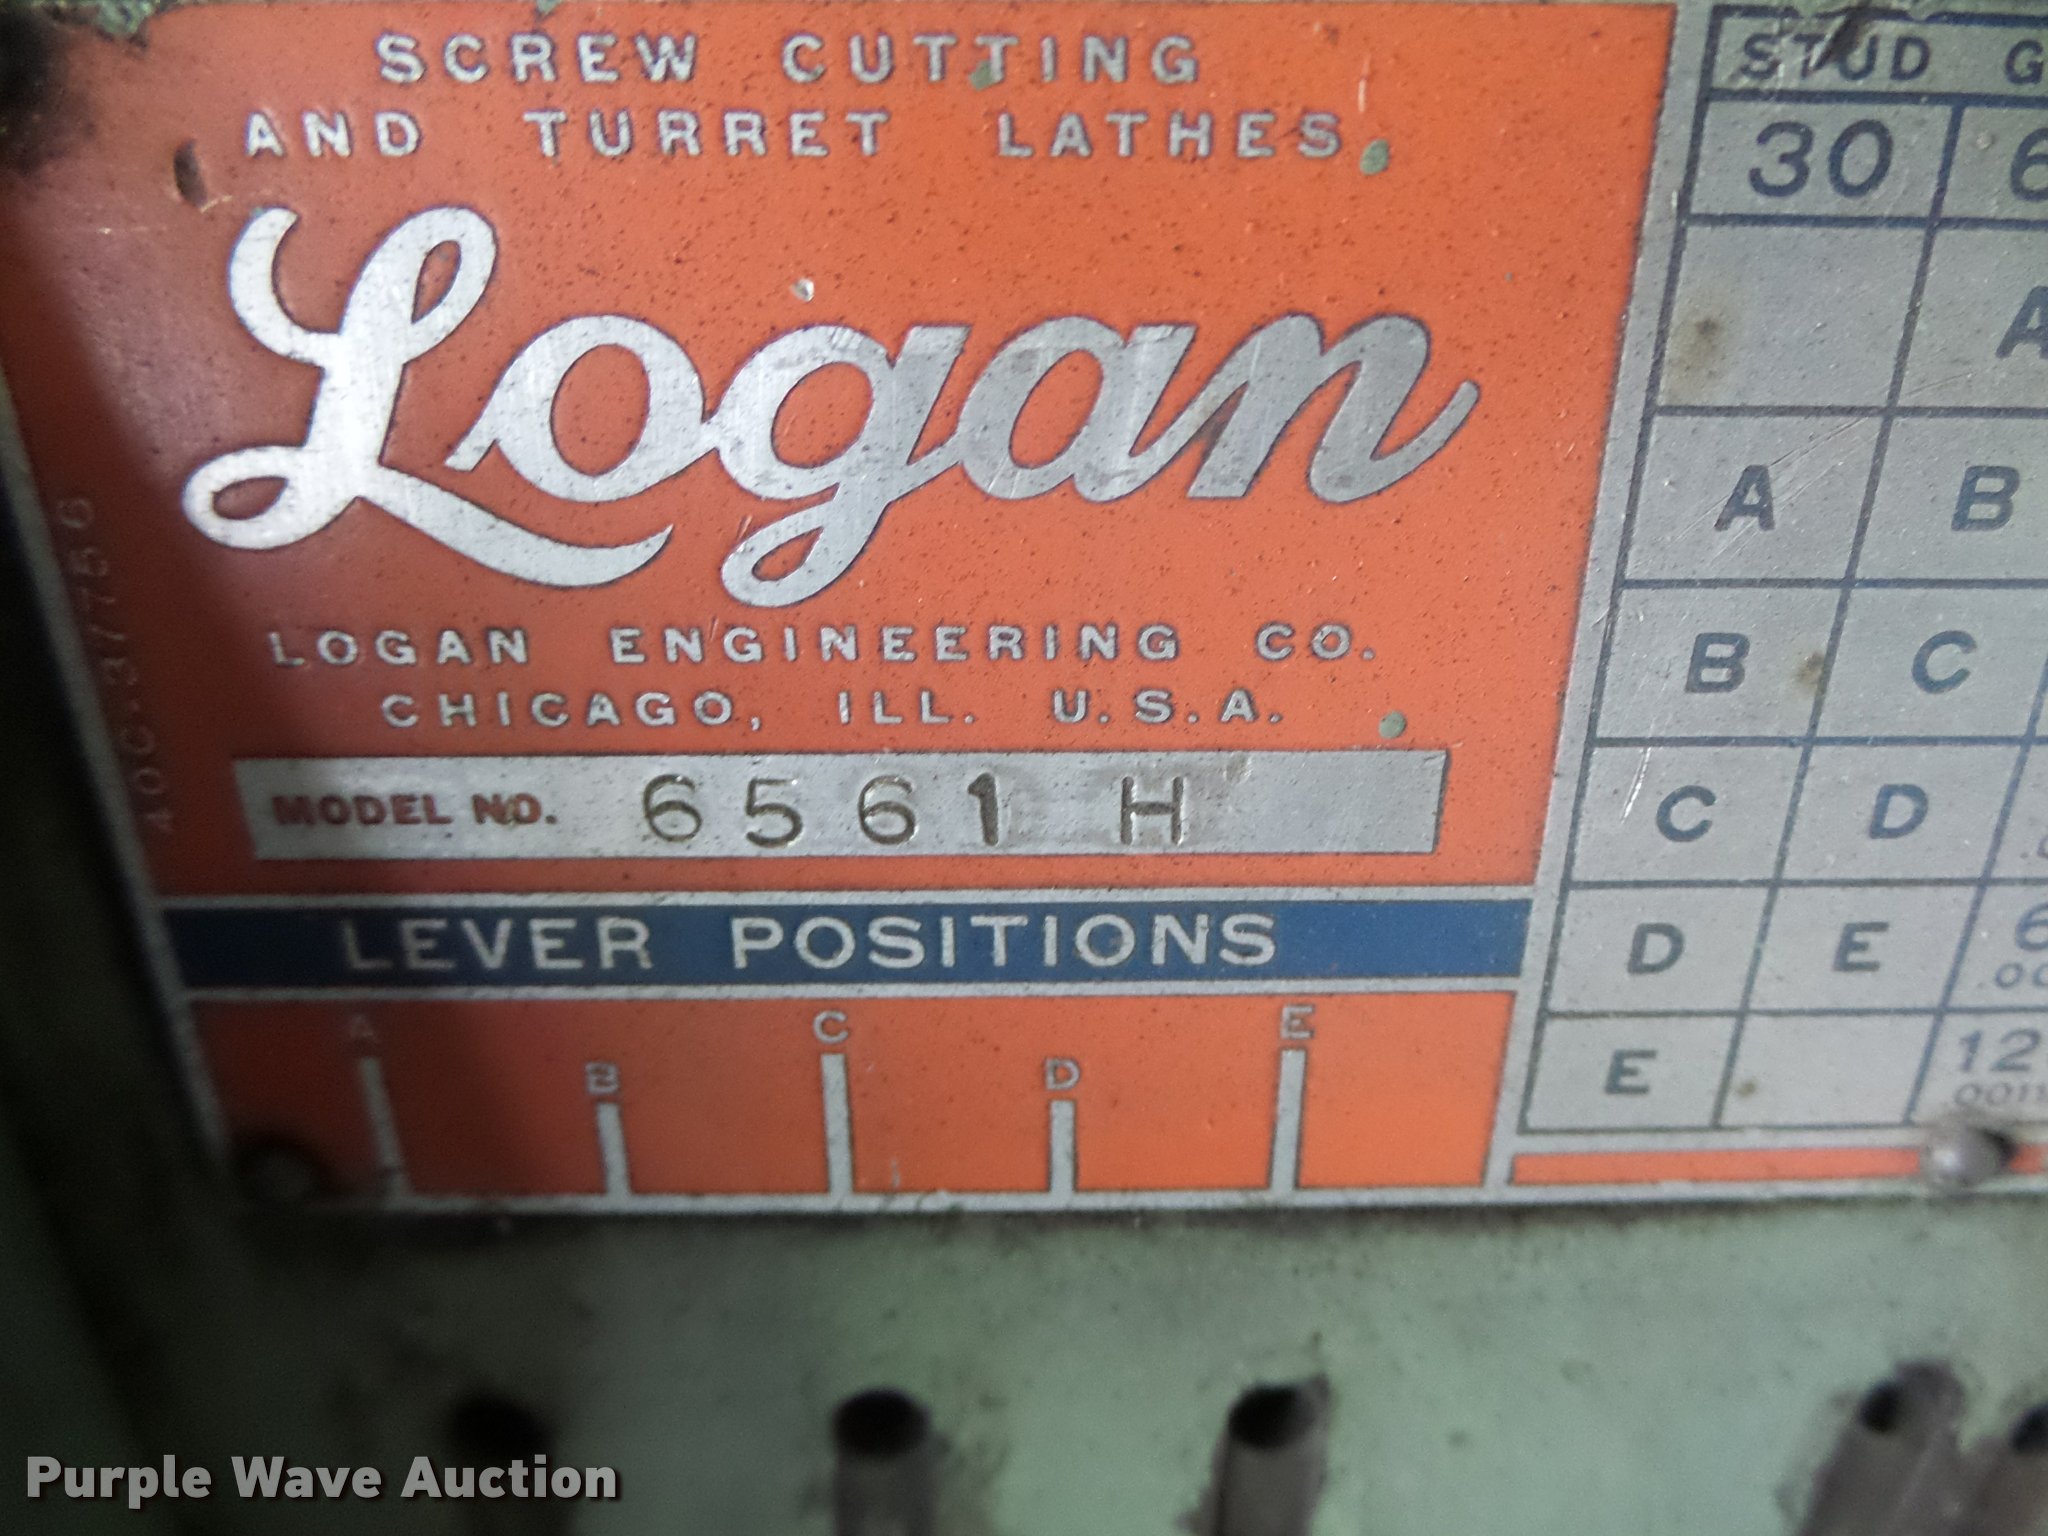 SCREW CUTTING
AND TURRET LATHES
Logan
LOGAN ENGINEERING CO.
CHICAGO, ILL. U.S.A.
MODEL NO. 6561 H
LEVER POSITIONS
A B C D E
STUD
30
A
A B
B C
C D
D E
E
Purple Wave Auction